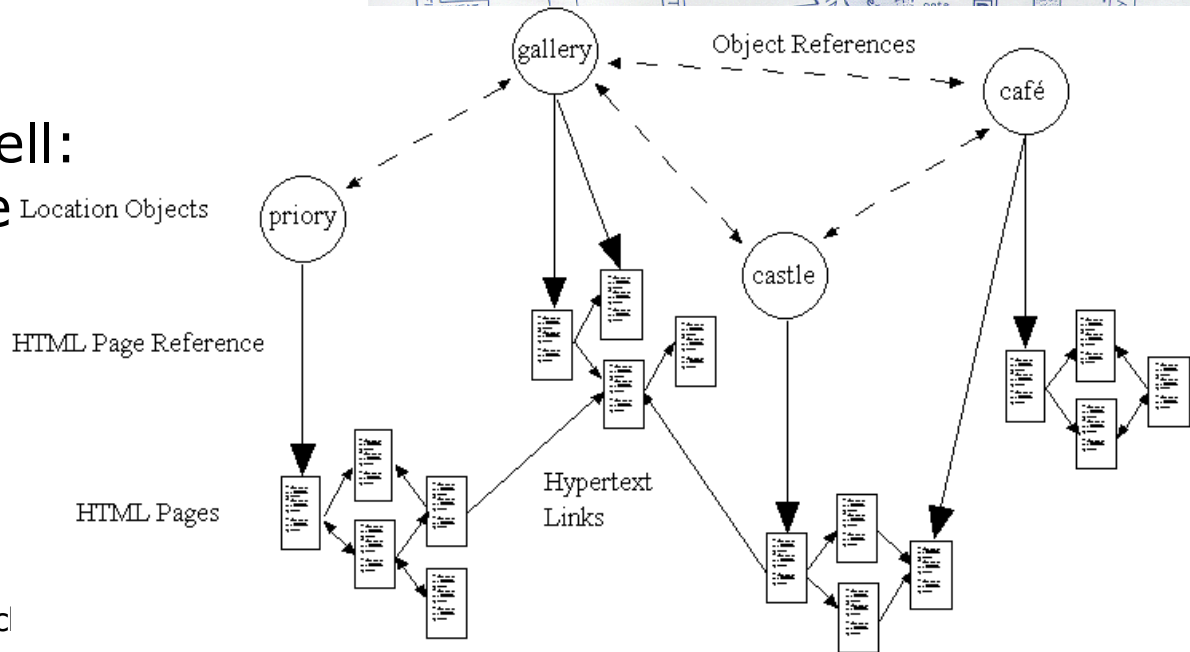 gallery
Object References
café
ell:
e
Location Objects
priory
castle
HTML Page Reference
Hypertext
Links
HTML Pages